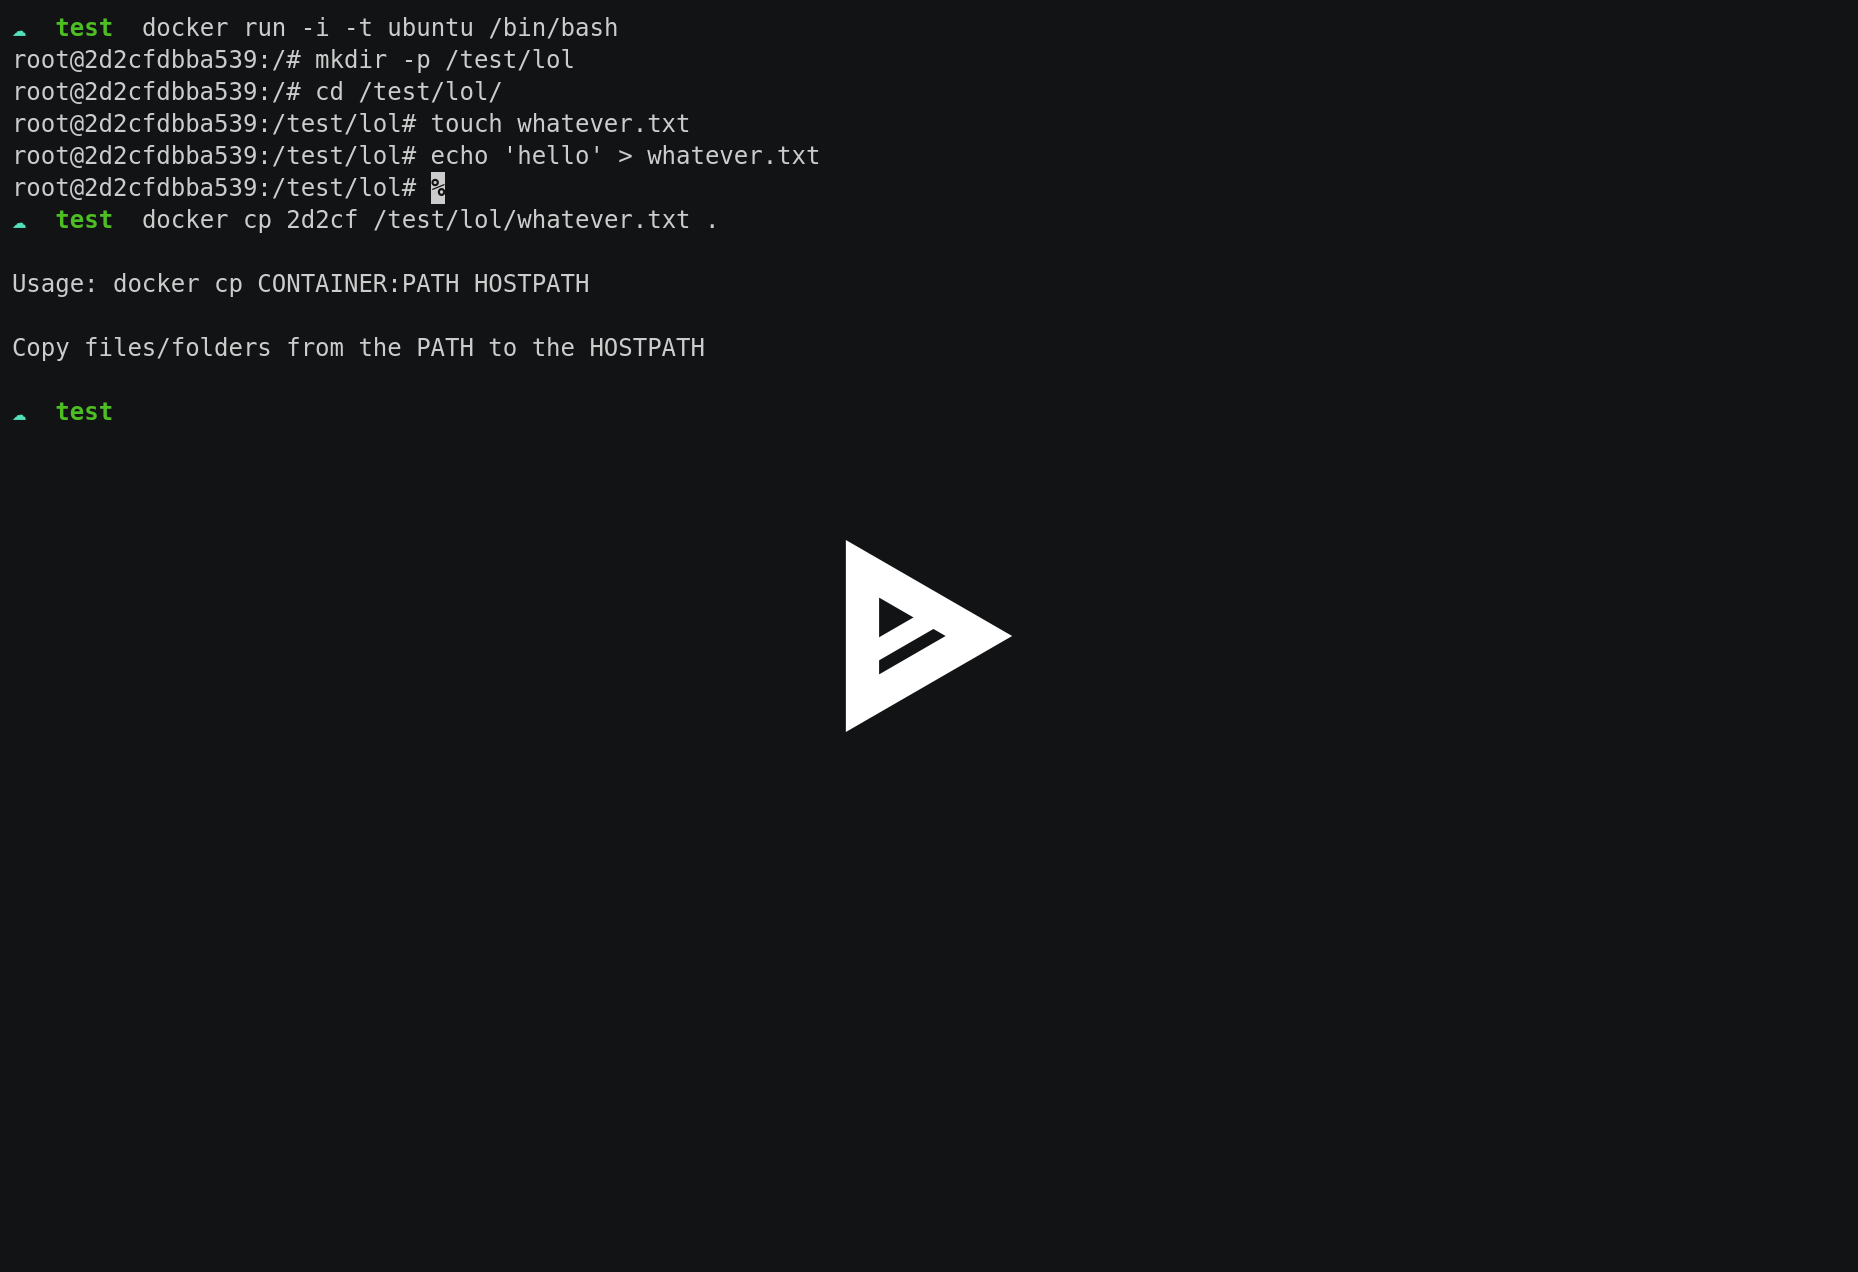 ☁  test  docker run -i -t ubuntu /bin/bash
root@2d2cfdbba539:/# mkdir -p /test/lol
root@2d2cfdbba539:/# cd /test/lol/
root@2d2cfdbba539:/test/lol# touch whatever.txt
root@2d2cfdbba539:/test/lol# echo 'hello' > whatever.txt
root@2d2cfdbba539:/test/lol# %
☁  test  docker cp 2d2cf /test/lol/whatever.txt .
Usage: docker cp CONTAINER:PATH HOSTPATH
Copy files/folders from the PATH to the HOSTPATH
☁  test